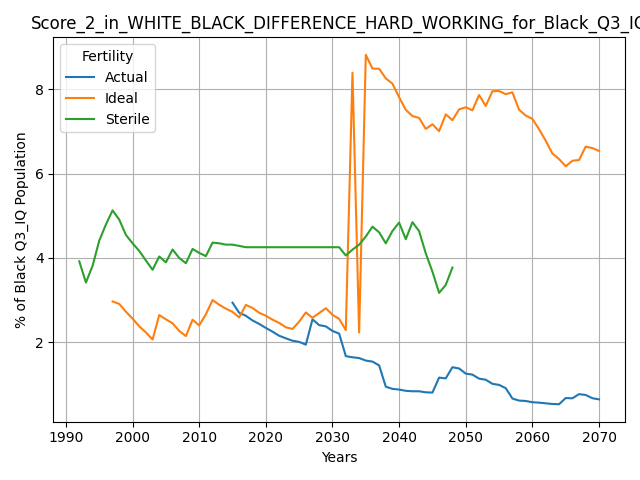 Score_2_in_WHITE_BLACK_DIFFERENCE_HARD_WORKING_for_Black_Q3_IQ
Fertility
Actual
Ideal
Sterile
% of Black Q3_IQ Population
8
6
4
2
1990 2000 2010 2020 2030 2040 2050 2060 2070
Years